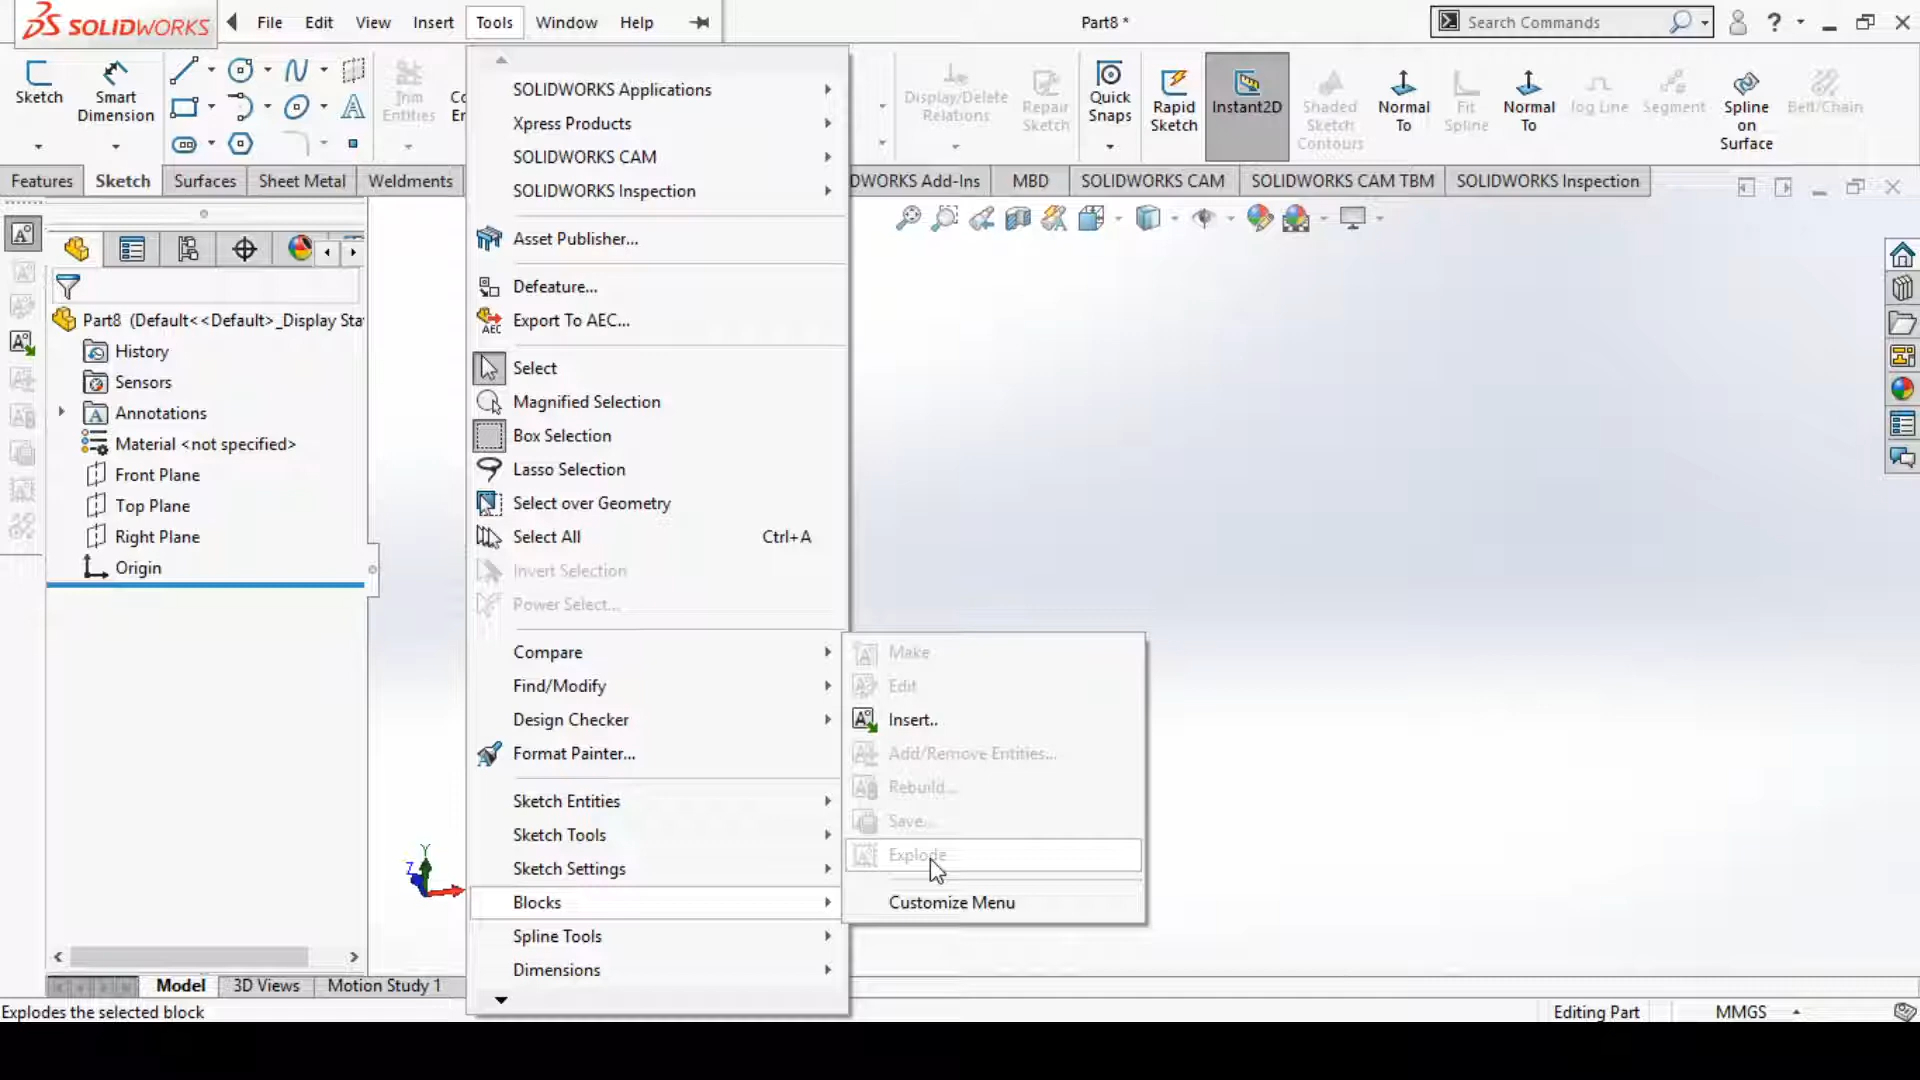 SOLIDWORKS
File Edit View Insert Tools Window Help
Part8 *
Search Commands
Sketch
Smart Dimension
Trim Entities
Display/Delete Relations
Repair Sketch
Quick Snaps
Rapid Sketch
Instant2D
Shaded Sketch Contours
Normal To
Fit Spline
Normal To
Jog Line
Segment
Spline on Surface
Belt/Chain
Features Sketch Surfaces Sheet Metal Weldments
DWORKS Add-Ins MBD SOLIDWORKS CAM SOLIDWORKS CAM TBM SOLIDWORKS Inspection
Part8 (Default<<Default>_Display Sta
History
Sensors
Annotations
Material <not specified>
Front Plane
Top Plane
Right Plane
Origin
SOLIDWORKS Applications
Xpress Products
SOLIDWORKS CAM
SOLIDWORKS Inspection
Asset Publisher...
Defeature...
AEC Export To AEC...
Select
Magnified Selection
Box Selection
Lasso Selection
Select over Geometry
Select All Ctrl+A
Invert Selection
Power Select...
Compare
Find/Modify
Design Checker
Format Painter...
Sketch Entities
Sketch Tools
Sketch Settings
Blocks
Spline Tools
Dimensions
Make
Edit
Insert..
Add/Remove Entities...
Rebuild...
Save...
Explode...
Customize Menu
Y
Z
Model 3D Views Motion Study 1
Explodes the selected block
Editing Part
MMGS